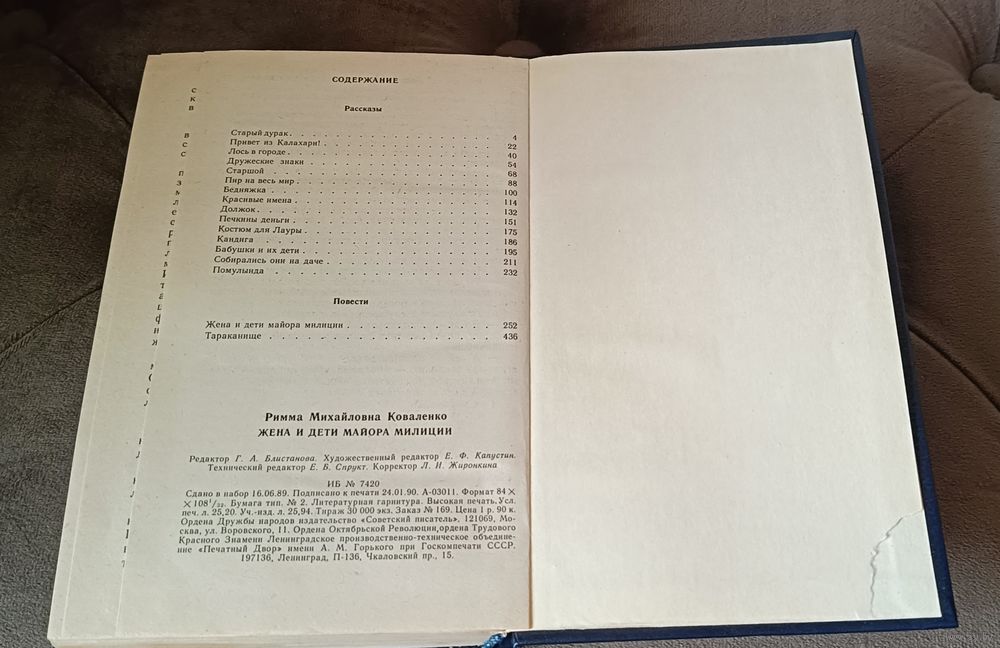 СОДЕРЖАНИЕ
Рассказы
Старый дурак . . . . . . . . . . . . . . . . 4
Привет из Калахари! . . . . . . . . . . . . . . 22
Лось в городе . . . . . . . . . . . . . . . . 40
Дружеские знаки . . . . . . . . . . . . . . . 54
Старшой . . . . . . . . . . . . . . . . . . 68
Пир на весь мир . . . . . . . . . . . . . . . 88
Бедняжка . . . . . . . . . . . . . . . . . 100
Красивые имена . . . . . . . . . . . . . . . 114
Должок . . . . . . . . . . . . . . . . . . 132
Печкины деньги . . . . . . . . . . . . . . . 151
Костюм для Лауры . . . . . . . . . . . . . . 175
Кандига . . . . . . . . . . . . . . . . . 186
Бабушки и их дети . . . . . . . . . . . . . . 195
Собирались они на даче . . . . . . . . . . . . 211
Помулында . . . . . . . . . . . . . . . . . 232
Повести
Жена и дети майора милиции . . . . . . . . . . . 252
Тараканище . . . . . . . . . . . . . . . . . 436
Римма Михайловна Коваленко
ЖЕНА И ДЕТИ МАЙОРА МИЛИЦИИ
Редактор Г. А. Блистанова. Художественный редактор Е. Ф. Капустин.
Технический редактор Е. Б. Спрукт. Корректор Л. И. Жиронкина
ИБ № 7420
Сдано в набор 16.06.89. Подписано к печати 24.01.90. А-03011. Формат 84 ×
× 108¹/₃₂. Бумага тип. № 2. Литературная гарнитура. Высокая печать. Усл.
печ. л. 25,20. Уч.-изд. л. 25,94. Тираж 30 000 экз. Заказ № 169. Цена 1 р. 90 к.
Ордена Дружбы народов издательство «Советский писатель», 121069, Мос-
ква, ул. Воровского, 11. Ордена Октябрьской Революции, ордена Трудового
Красного Знамени Ленинградское производственно-техническое объедине-
ние «Печатный Двор» имени А. М. Горького при Госкомпечати СССР.
197136, Ленинград, П-136, Чкаловский пр., 15.